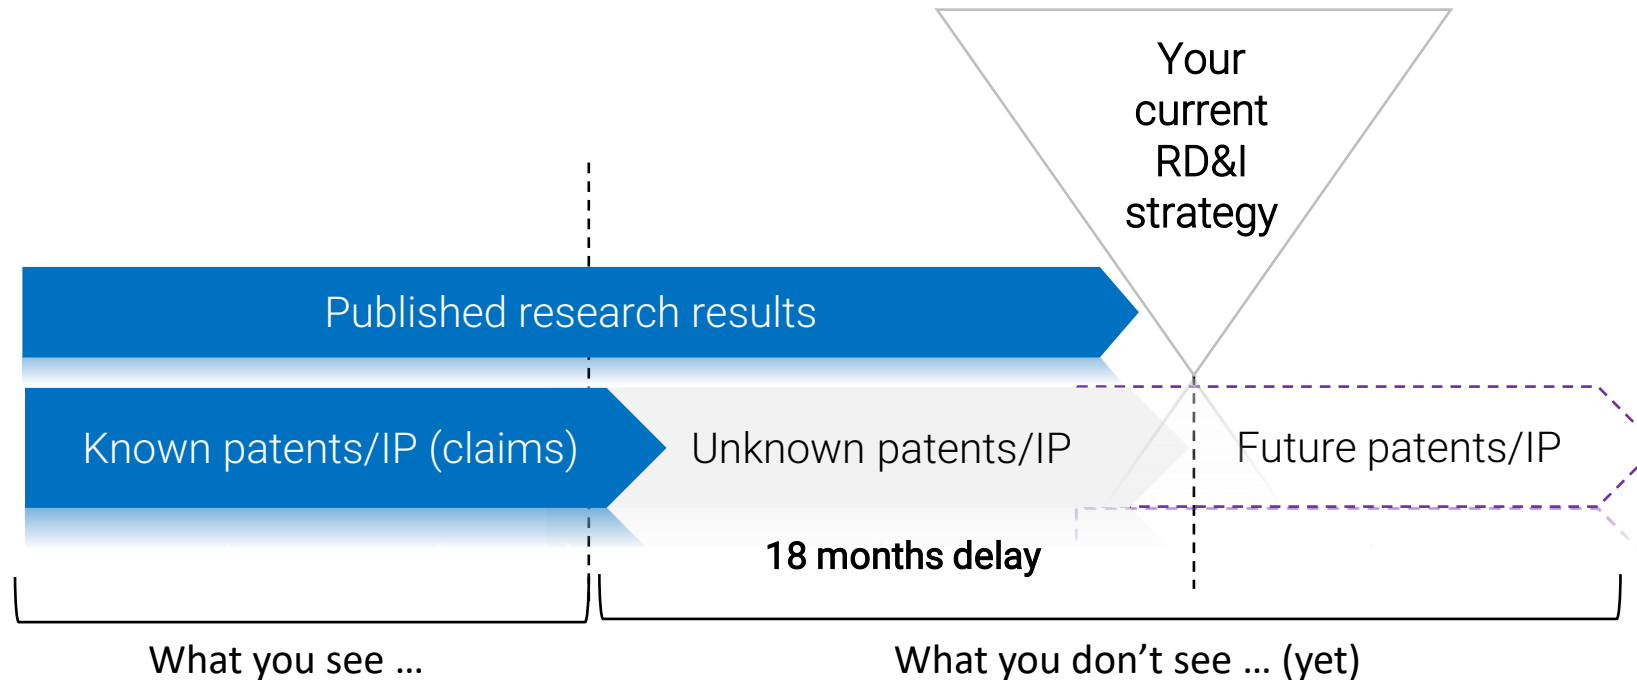 Your
current
RD&I
strategy
Published research results
Known patents/IP (claims)
Unknown patents/IP
Future patents/IP
18 months delay
What you see …
What you don’t see … (yet)